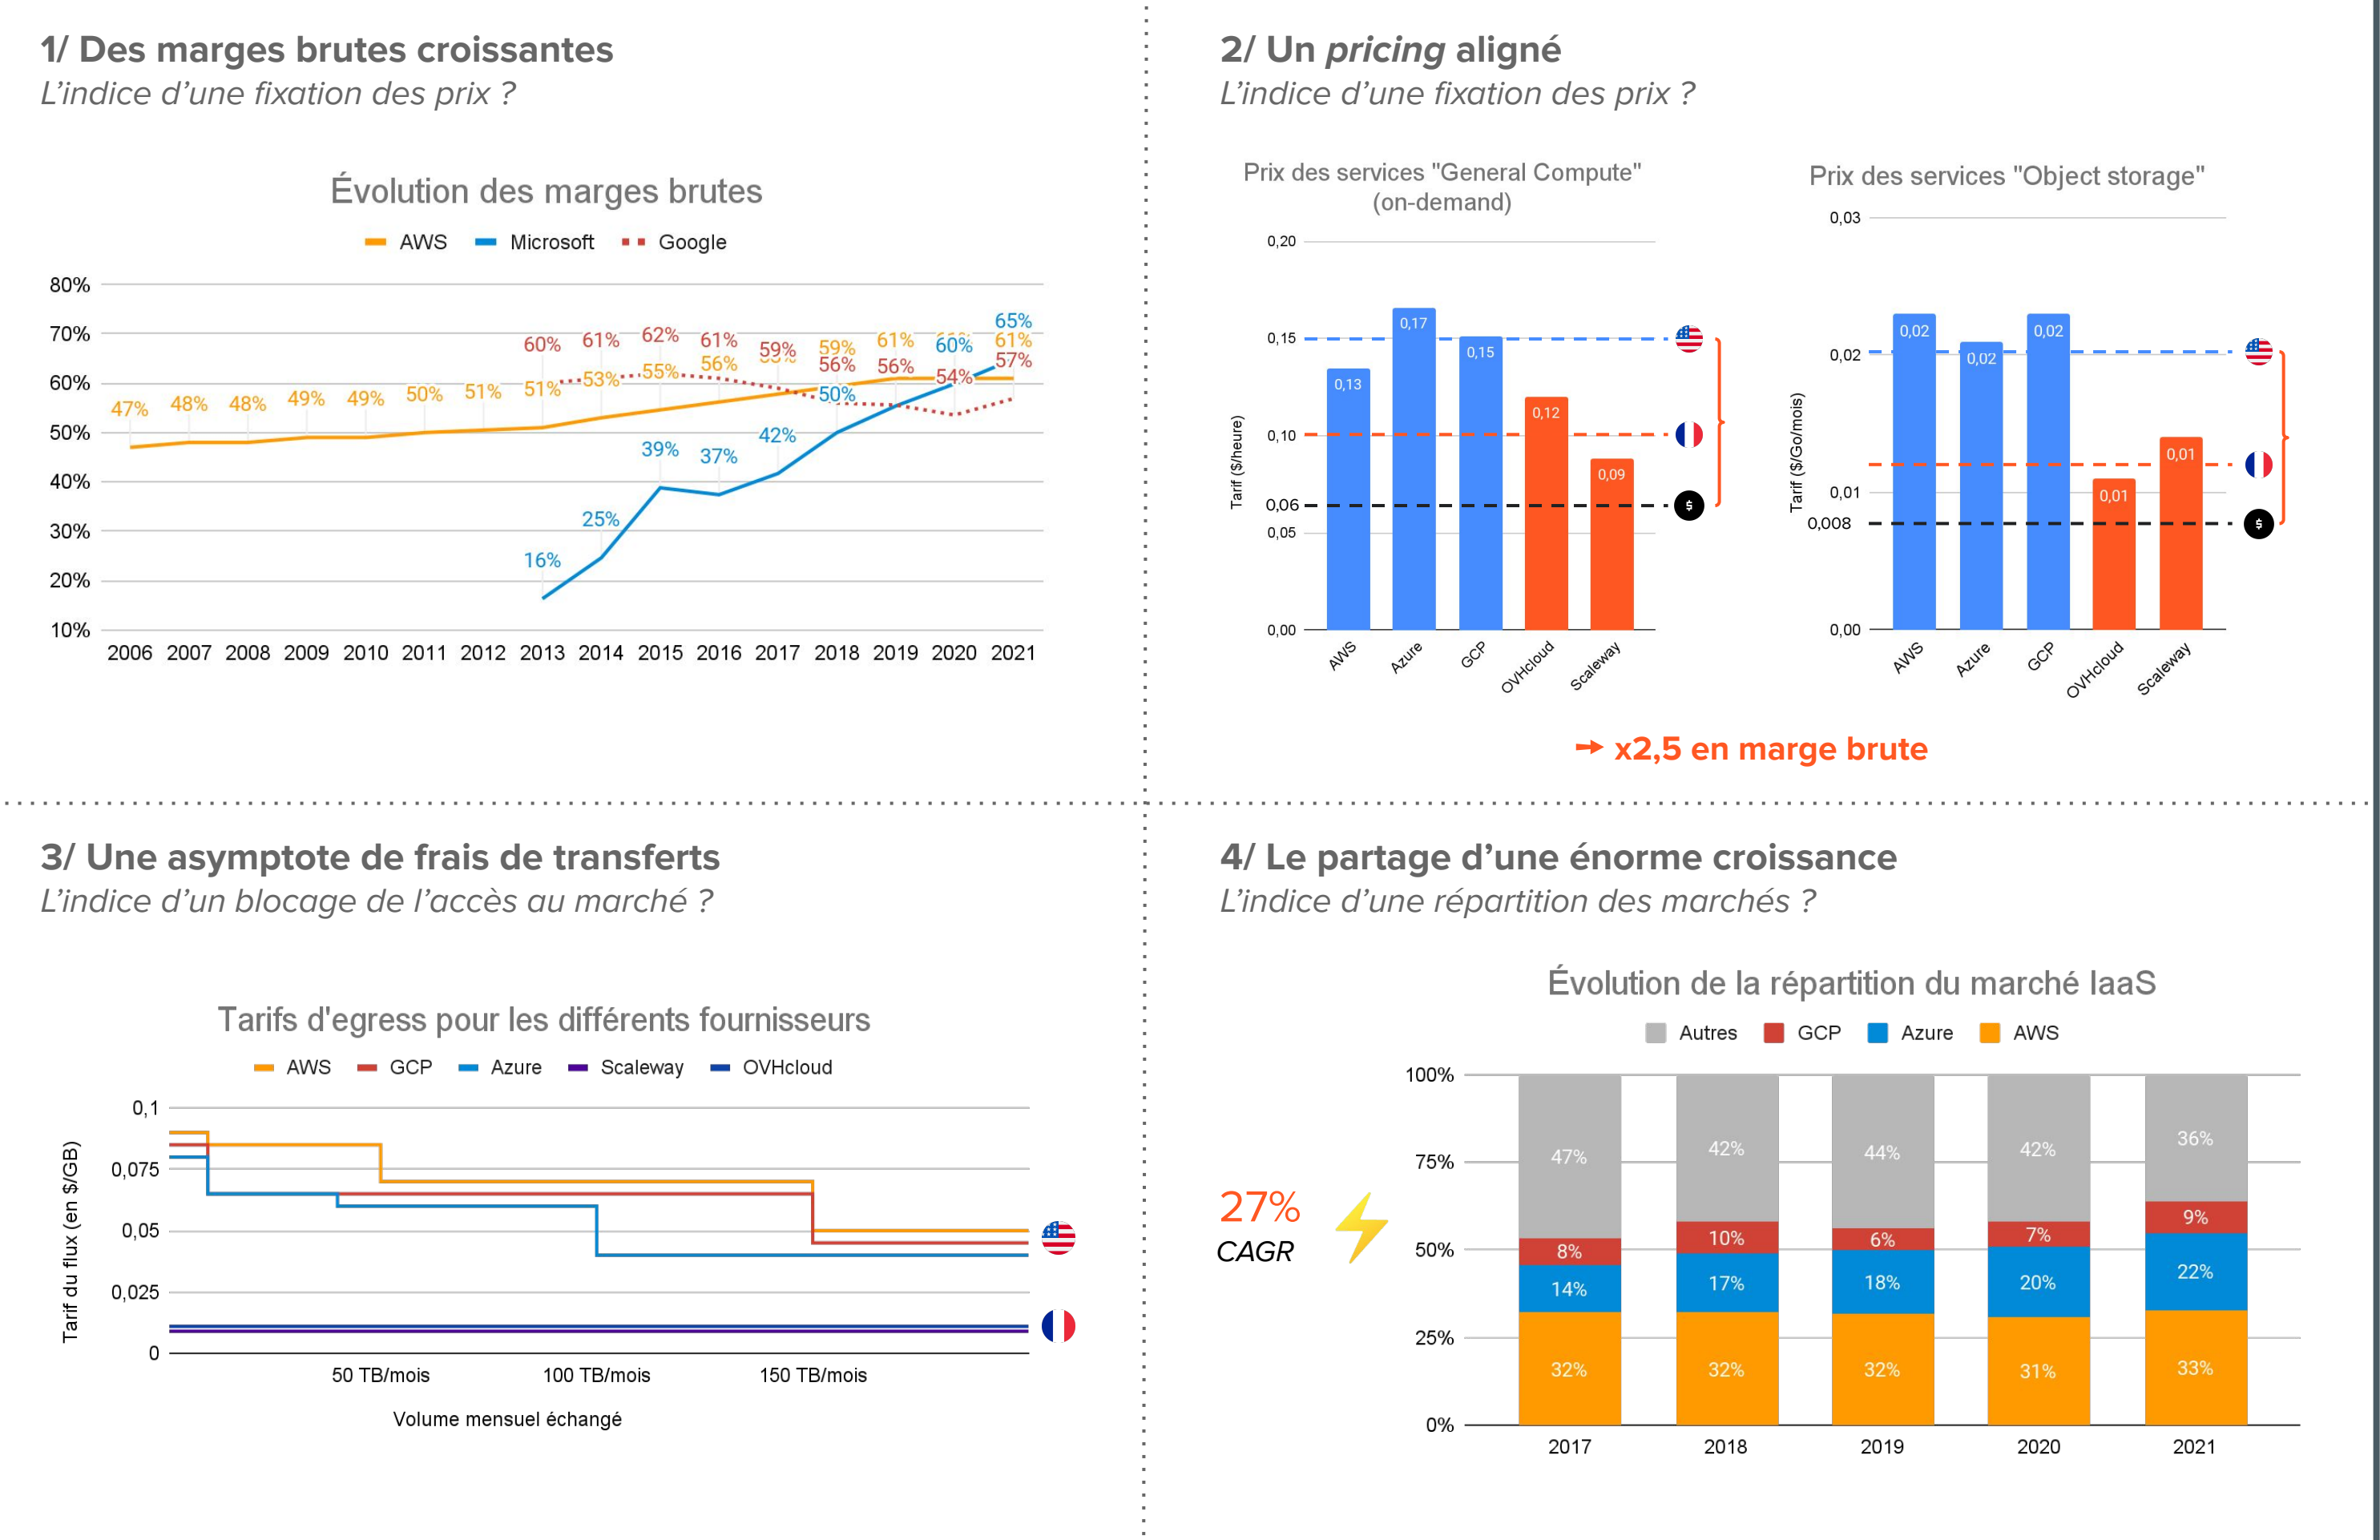 1/ Des marges brutes croissantes
L'indice d'une fixation des prix ?
Évolution des marges brutes
AWS Microsoft Google
80%
70%
60%
50%
40%
30%
20%
10%
47% 48% 48% 49% 49% 50% 51% 51% 53% 55% 56% 59% 61% 61%
60% 61% 62% 61% 59% 56% 56% 54% 57%
16% 25% 39% 37% 42% 50% 60% 65%
2006 2007 2008 2009 2010 2011 2012 2013 2014 2015 2016 2017 2018 2019 2020 2021
2/ Un pricing aligné
L'indice d'une fixation des prix ?
Prix des services "General Compute"
(on-demand)
Tarif ($/heure)
0,20
0,15
0,10
0,06
0,05
0,00
0,13 0,17 0,15 0,12 0,09
$
AWS Azure GCP OVHcloud Scaleway
Prix des services "Object storage"
Tarif ($/Go/mois)
0,03
0,02
0,01
0,008
0,00
0,02 0,02 0,02 0,01 0,01
$
AWS Azure GCP OVHcloud Scaleway
x2,5 en marge brute
3/ Une asymptote de frais de transferts
L'indice d'un blocage de l'accès au marché ?
Tarifs d'egress pour les différents fournisseurs
AWS GCP Azure Scaleway OVHcloud
Tarif du flux (en $/GB)
0,1
0,075
0,05
0,025
0
50 TB/mois 100 TB/mois 150 TB/mois
Volume mensuel échangé
4/ Le partage d'une énorme croissance
L'indice d'une répartition des marchés ?
27%
CAGR
Évolution de la répartition du marché IaaS
Autres GCP Azure AWS
100%
75%
50%
25%
0%
47% 42% 44% 42% 36%
8% 10% 6% 7% 9%
14% 17% 18% 20% 22%
32% 32% 32% 31% 33%
2017 2018 2019 2020 2021